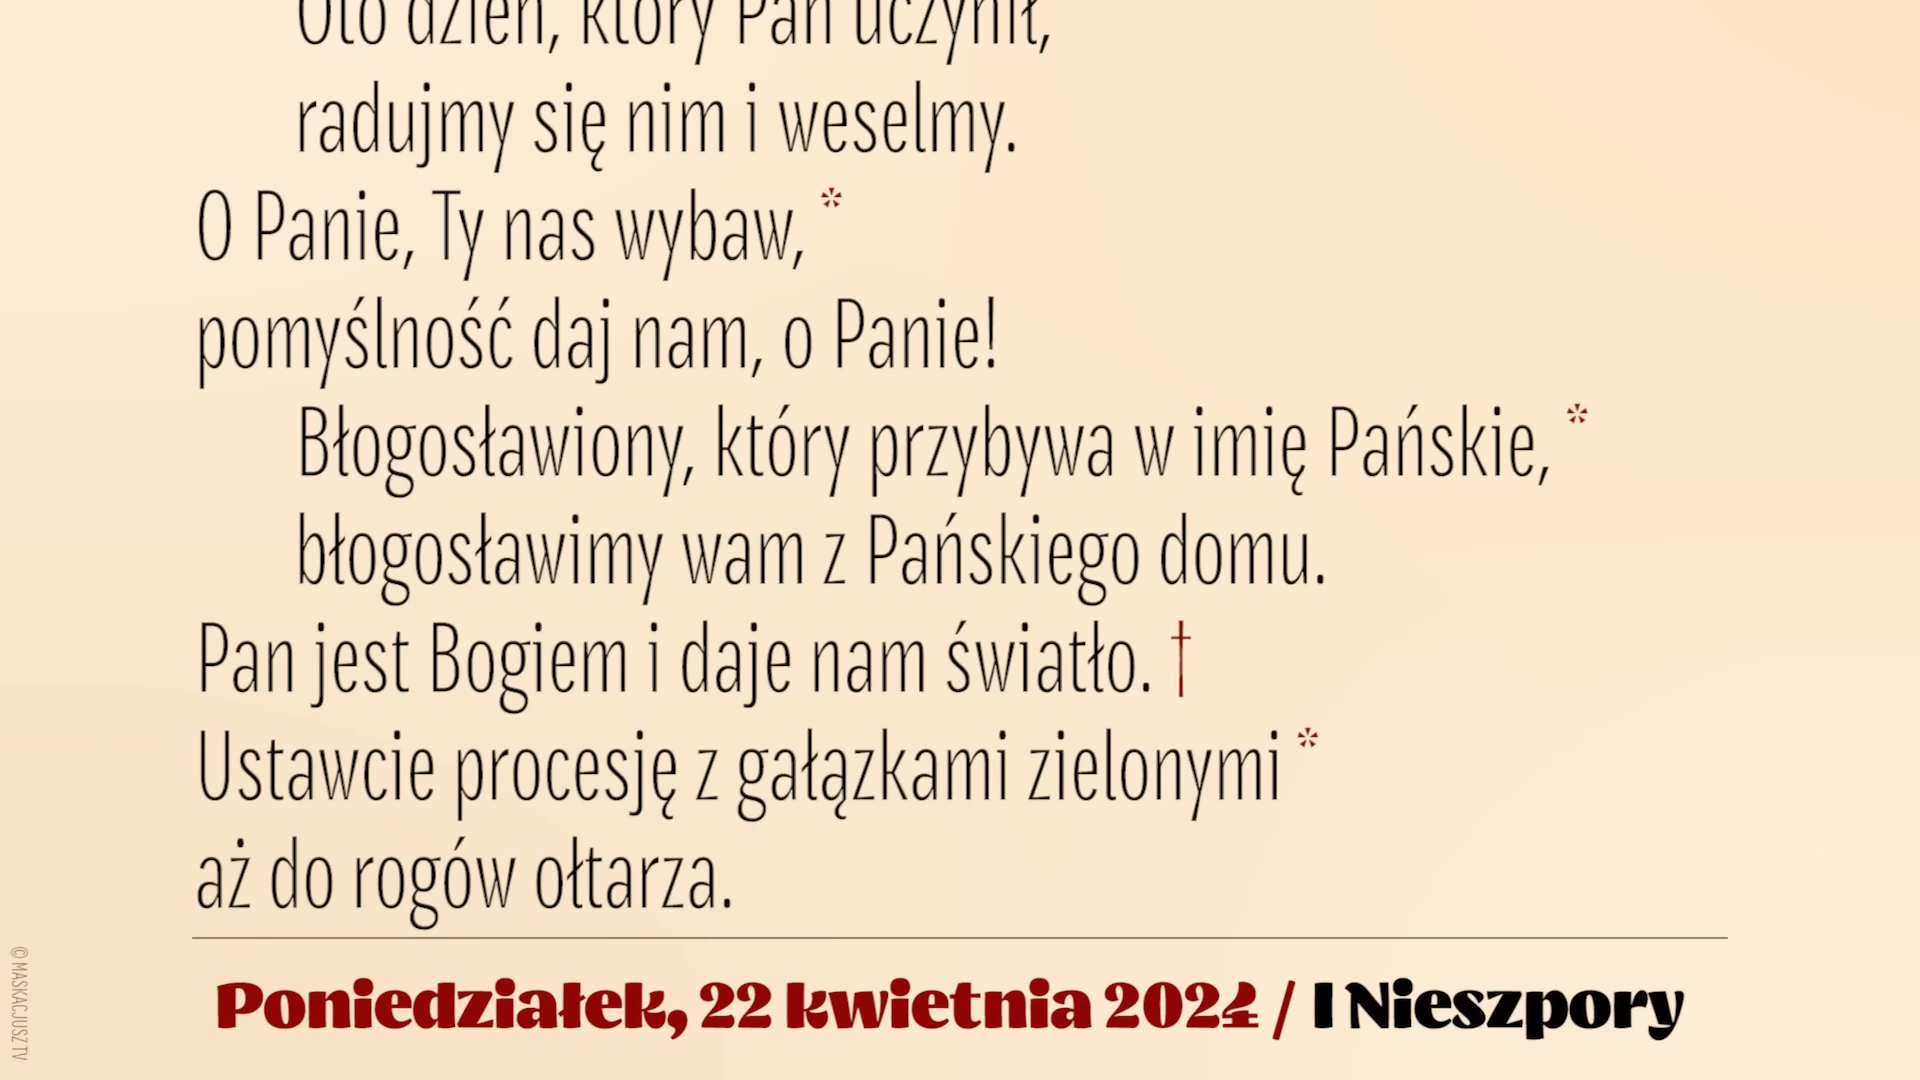 Oto dzień, który Pan uczynił,
radujmy się nim i weselmy.
O Panie, Ty nas wybaw, *
pomyślność daj nam, o Panie!
Błogosławiony, który przybywa w imię Pańskie, *
błogosławimy wam z Pańskiego domu.
Pan jest Bogiem i daje nam światło. †
Ustawcie procesję z gałązkami zielonymi *
aż do rogów ołtarza.
Poniedziałek, 22 kwietnia 2024 / I Nieszpory
© MASKACJUSZ TV